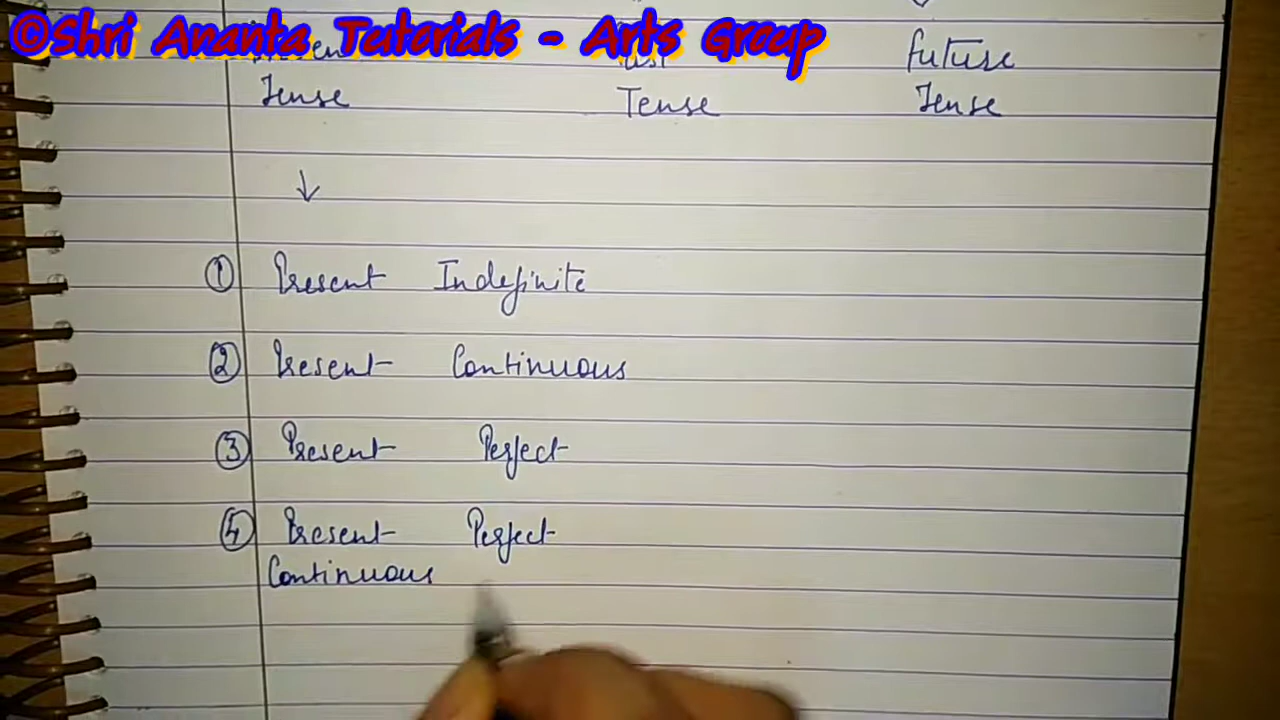 ©Shri Ananta Tutorials - Arts Group
Future
Tense Tense Tense
↓
① Present Indefinite
② Present Continuous
③ Present Perfect
④ Present Perfect
Continuous